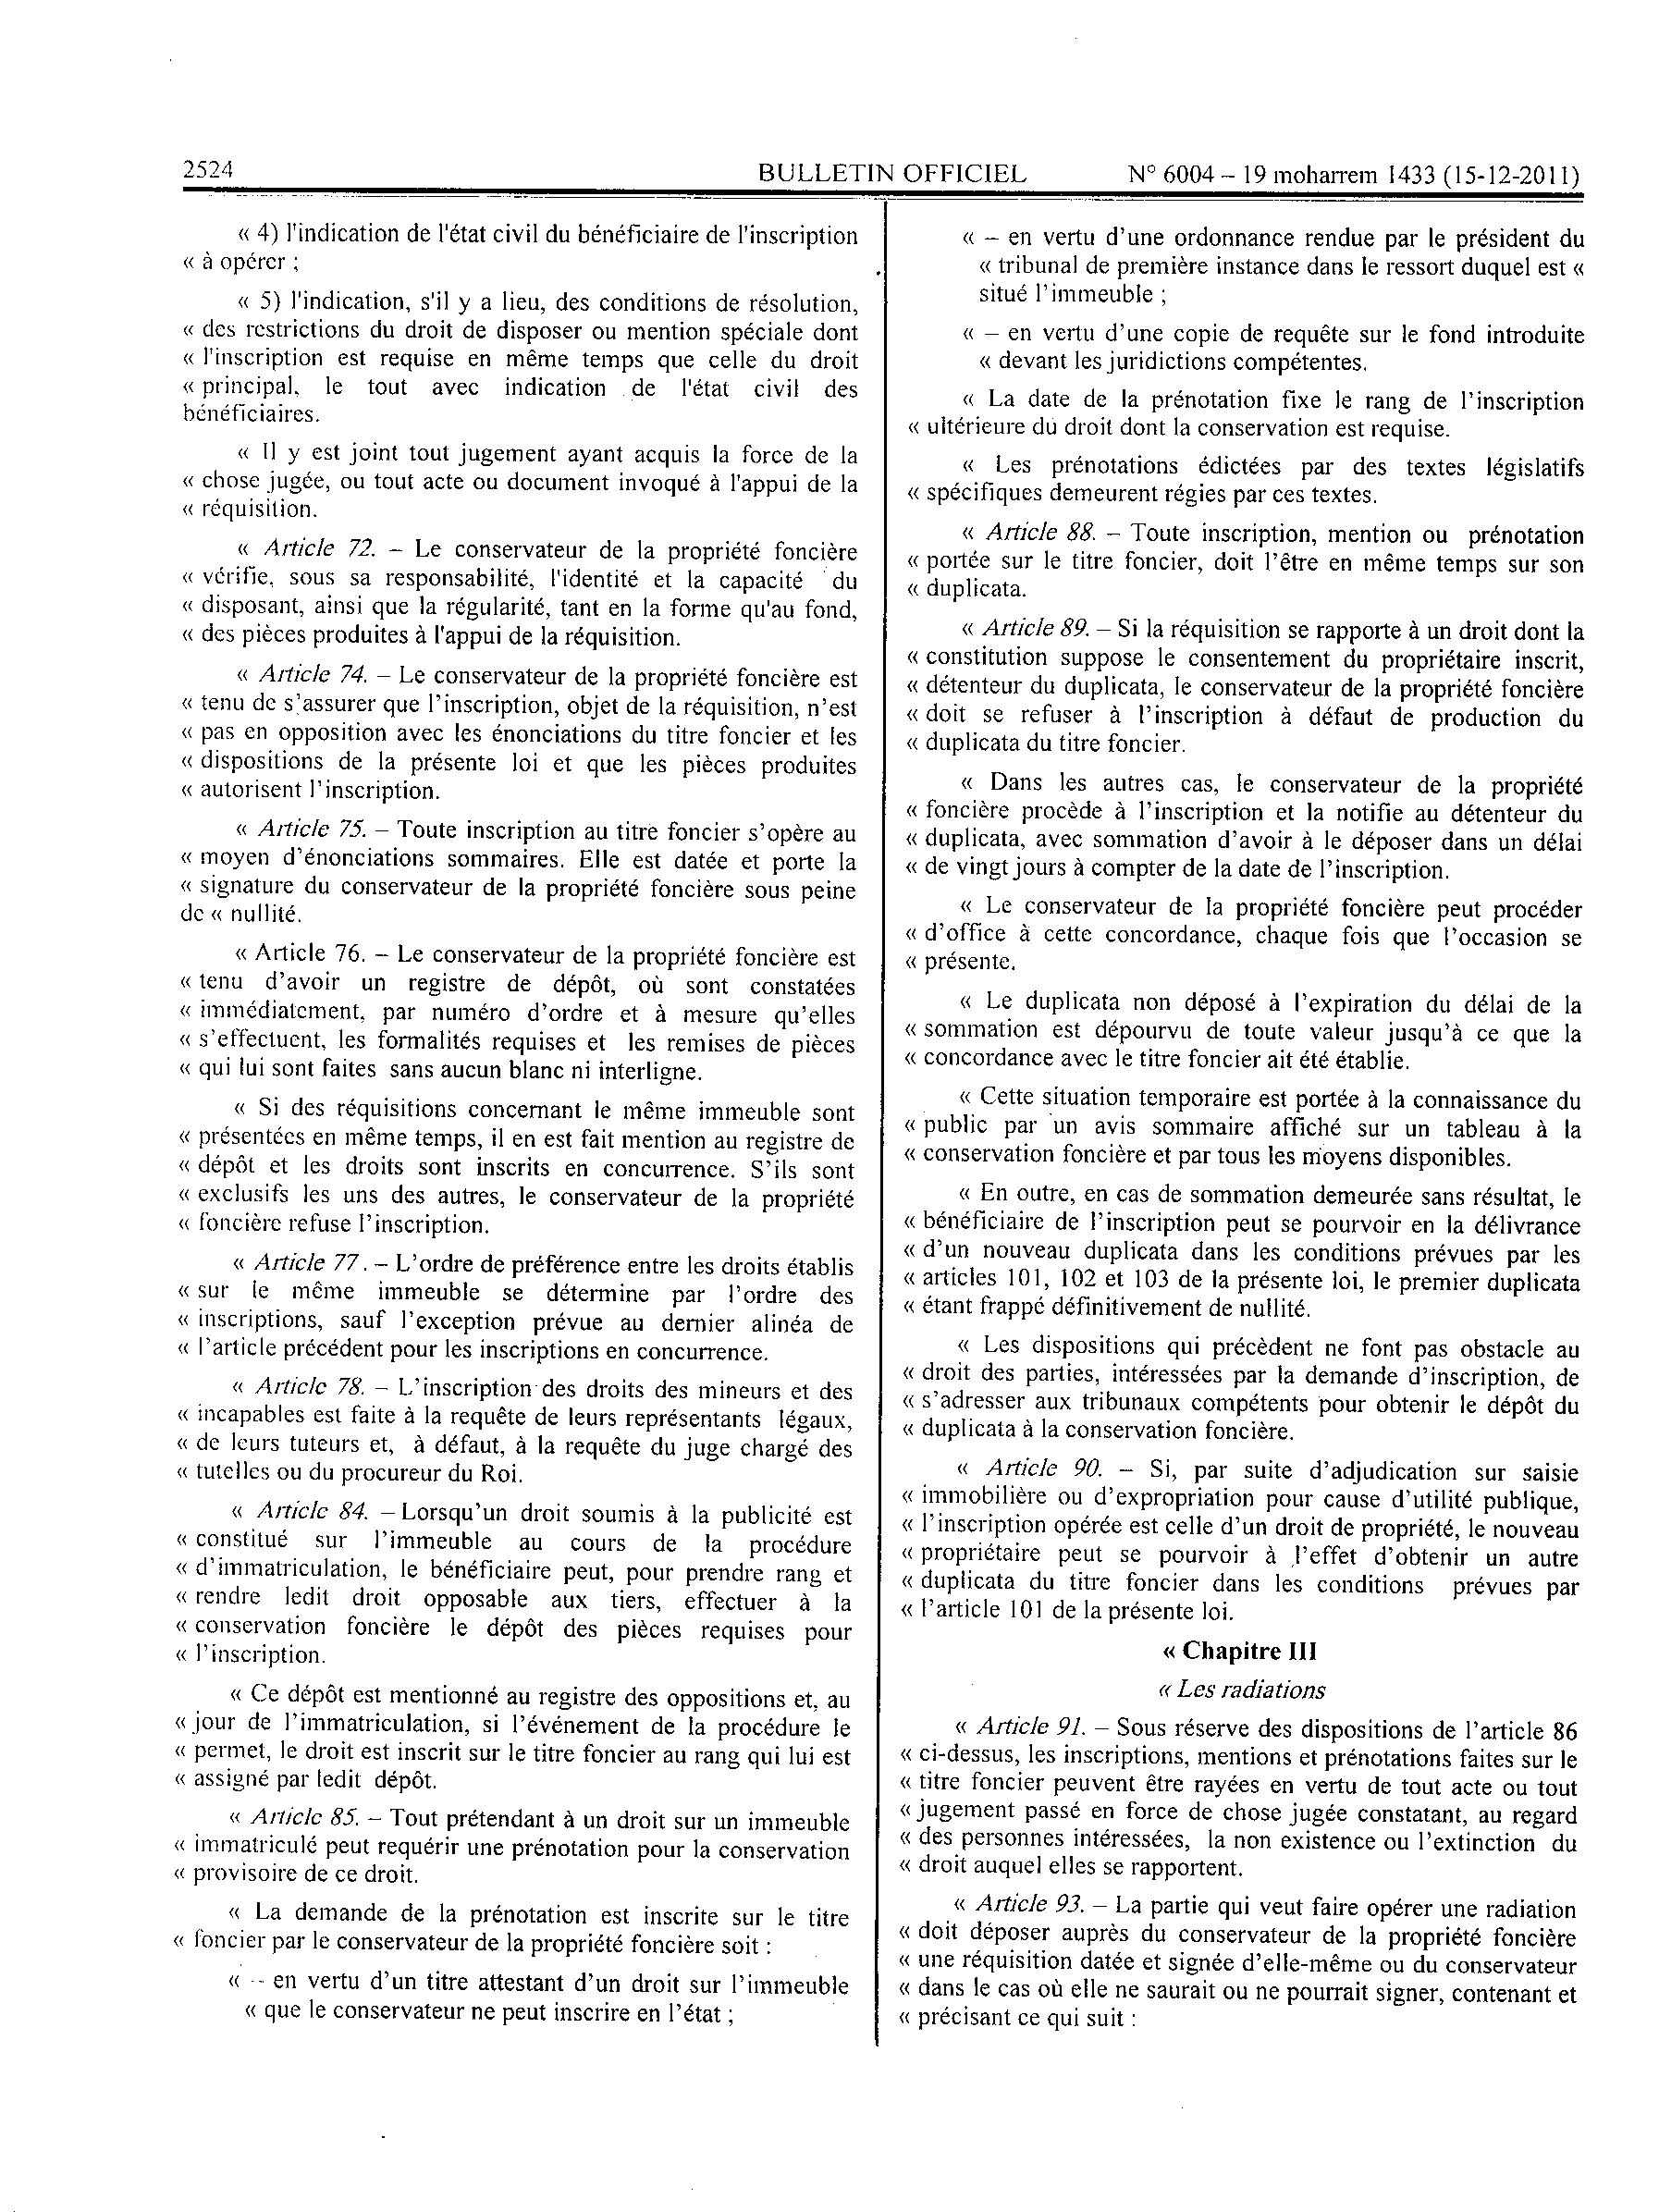 2524 BULLETIN OFFICIEL N° 6004 – 19 moharrem 1433 (15-12-2011)
« 4) l'indication de l'état civil du bénéficiaire de l'inscription
« à opérer ;
« 5) l'indication, s'il y a lieu, des conditions de résolution,
« des restrictions du droit de disposer ou mention spéciale dont
« l'inscription est requise en même temps que celle du droit
« principal, le tout avec indication de l'état civil des
bénéficiaires.
« Il y est joint tout jugement ayant acquis la force de la
« chose jugée, ou tout acte ou document invoqué à l'appui de la
« réquisition.
« Article 72. – Le conservateur de la propriété foncière
« vérifie, sous sa responsabilité, l'identité et la capacité du
« disposant, ainsi que la régularité, tant en la forme qu'au fond,
« des pièces produites à l'appui de la réquisition.
« Article 74. – Le conservateur de la propriété foncière est
« tenu de s'assurer que l'inscription, objet de la réquisition, n'est
« pas en opposition avec les énonciations du titre foncier et les
« dispositions de la présente loi et que les pièces produites
« autorisent l'inscription.
« Article 75. – Toute inscription au titre foncier s'opère au
« moyen d'énonciations sommaires. Elle est datée et porte la
« signature du conservateur de la propriété foncière sous peine
de « nullité.
« Article 76. – Le conservateur de la propriété foncière est
« tenu d'avoir un registre de dépôt, où sont constatées
« immédiatement, par numéro d'ordre et à mesure qu'elles
« s'effectuent, les formalités requises et les remises de pièces
« qui lui sont faites sans aucun blanc ni interligne.
« Si des réquisitions concernant le même immeuble sont
« présentées en même temps, il en est fait mention au registre de
« dépôt et les droits sont inscrits en concurrence. S'ils sont
« exclusifs les uns des autres, le conservateur de la propriété
« foncière refuse l'inscription.
« Article 77. – L'ordre de préférence entre les droits établis
« sur le même immeuble se détermine par l'ordre des
« inscriptions, sauf l'exception prévue au dernier alinéa de
« l'article précédent pour les inscriptions en concurrence.
« Article 78. – L'inscription des droits des mineurs et des
« incapables est faite à la requête de leurs représentants légaux,
« de leurs tuteurs et, à défaut, à la requête du juge chargé des
« tutelles ou du procureur du Roi.
« Article 84. – Lorsqu'un droit soumis à la publicité est
« constitué sur l'immeuble au cours de la procédure
« d'immatriculation, le bénéficiaire peut, pour prendre rang et
« rendre ledit droit opposable aux tiers, effectuer à la
« conservation foncière le dépôt des pièces requises pour
« l'inscription.
« Ce dépôt est mentionné au registre des oppositions et, au
« jour de l'immatriculation, si l'événement de la procédure le
« permet, le droit est inscrit sur le titre foncier au rang qui lui est
« assigné par ledit dépôt.
« Article 85. – Tout prétendant à un droit sur un immeuble
« immatriculé peut requérir une prénotation pour la conservation
« provisoire de ce droit.
« La demande de la prénotation est inscrite sur le titre
« foncier par le conservateur de la propriété foncière soit :
« – en vertu d'un titre attestant d'un droit sur l'immeuble
« que le conservateur ne peut inscrire en l'état ;
« – en vertu d'une ordonnance rendue par le président du
« tribunal de première instance dans le ressort duquel est «
situé l'immeuble ;
« – en vertu d'une copie de requête sur le fond introduite
« devant les juridictions compétentes.
« La date de la prénotation fixe le rang de l'inscription
« ultérieure du droit dont la conservation est requise.
« Les prénotations édictées par des textes législatifs
« spécifiques demeurent régies par ces textes.
« Article 88. – Toute inscription, mention ou prénotation
« portée sur le titre foncier, doit l'être en même temps sur son
« duplicata.
« Article 89. – Si la réquisition se rapporte à un droit dont la
« constitution suppose le consentement du propriétaire inscrit,
« détenteur du duplicata, le conservateur de la propriété foncière
« doit se refuser à l'inscription à défaut de production du
« duplicata du titre foncier.
« Dans les autres cas, le conservateur de la propriété
« foncière procède à l'inscription et la notifie au détenteur du
« duplicata, avec sommation d'avoir à le déposer dans un délai
« de vingt jours à compter de la date de l'inscription.
« Le conservateur de la propriété foncière peut procéder
« d'office à cette concordance, chaque fois que l'occasion se
« présente.
« Le duplicata non déposé à l'expiration du délai de la
« sommation est dépourvu de toute valeur jusqu'à ce que la
« concordance avec le titre foncier ait été établie.
« Cette situation temporaire est portée à la connaissance du
« public par un avis sommaire affiché sur un tableau à la
« conservation foncière et par tous les moyens disponibles.
« En outre, en cas de sommation demeurée sans résultat, le
« bénéficiaire de l'inscription peut se pourvoir en la délivrance
« d'un nouveau duplicata dans les conditions prévues par les
« articles 101, 102 et 103 de la présente loi, le premier duplicata
« étant frappé définitivement de nullité.
« Les dispositions qui précèdent ne font pas obstacle au
« droit des parties, intéressées par la demande d'inscription, de
« s'adresser aux tribunaux compétents pour obtenir le dépôt du
« duplicata à la conservation foncière.
« Article 90. – Si, par suite d'adjudication sur saisie
« immobilière ou d'expropriation pour cause d'utilité publique,
« l'inscription opérée est celle d'un droit de propriété, le nouveau
« propriétaire peut se pourvoir à l'effet d'obtenir un autre
« duplicata du titre foncier dans les conditions prévues par
« l'article 101 de la présente loi.
« Chapitre III
« Les radiations
« Article 91. – Sous réserve des dispositions de l'article 86
« ci-dessus, les inscriptions, mentions et prénotations faites sur le
« titre foncier peuvent être rayées en vertu de tout acte ou tout
« jugement passé en force de chose jugée constatant, au regard
« des personnes intéressées, la non existence ou l'extinction du
« droit auquel elles se rapportent.
« Article 93. – La partie qui veut faire opérer une radiation
« doit déposer auprès du conservateur de la propriété foncière
« une réquisition datée et signée d'elle-même ou du conservateur
« dans le cas où elle ne saurait ou ne pourrait signer, contenant et
« précisant ce qui suit :